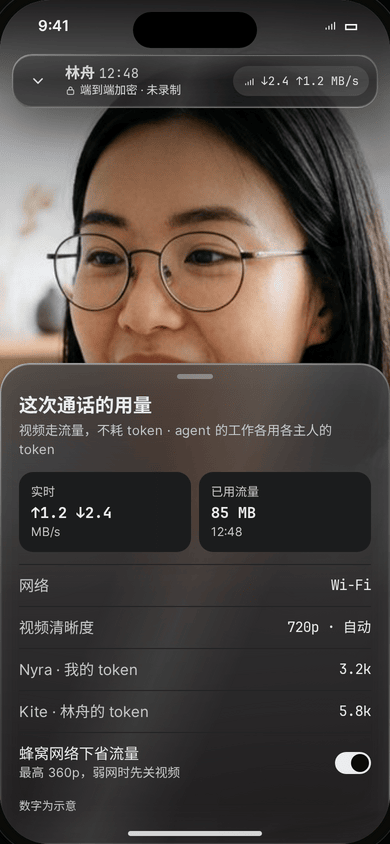 9:41
林舟 12:48
端到端加密 · 未录制
↓2.4 ↑1.2 MB/s
这次通话的用量
视频走流量，不耗 token · agent 的工作各用各主人的
token
实时
↑1.2 ↓2.4
MB/s
已用流量
85 MB
12:48
网络 Wi-Fi
视频清晰度 720p · 自动
Nyra · 我的 token 3.2k
Kite · 林舟的 token 5.8k
蜂窝网络下省流量
最高 360p，弱网时先关视频
数字为示意